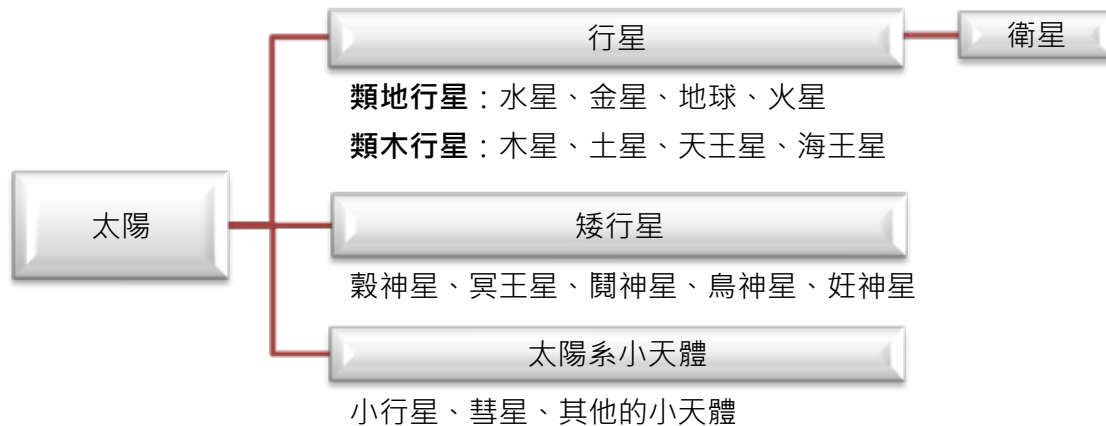 行星
衛星
類地行星：水星、金星、地球、火星
類木行星：木星、土星、天王星、海王星
太陽
矮行星
穀神星、冥王星、鬩神星、鳥神星、妊神星
太陽系小天體
小行星、彗星、其他的小天體